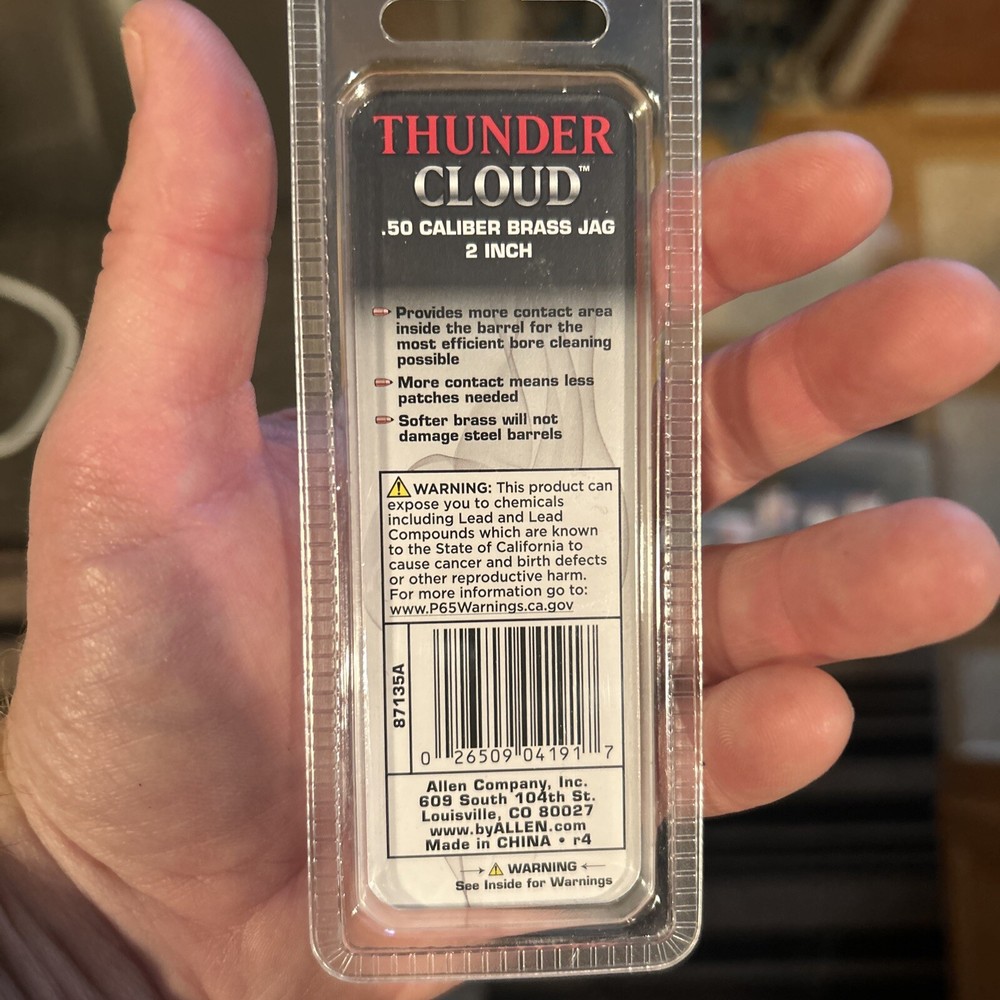 THUNDER
CLOUD™
.50 CALIBER BRASS JAG
2 INCH
Provides more contact area
inside the barrel for the
most efficient bore cleaning
possible
More contact means less
patches needed
Softer brass will not
damage steel barrels
WARNING: This product can
expose you to chemicals
including Lead and Lead
Compounds which are known
to the State of California to
cause cancer and birth defects
or other reproductive harm.
For more information go to:
www.P65Warnings.ca.gov
87135A
0 26509 04191 7
Allen Company, Inc.
609 South 104th St.
Louisville, CO 80027
www.byALLEN.com
Made in CHINA • r4
WARNING
See Inside for Warnings